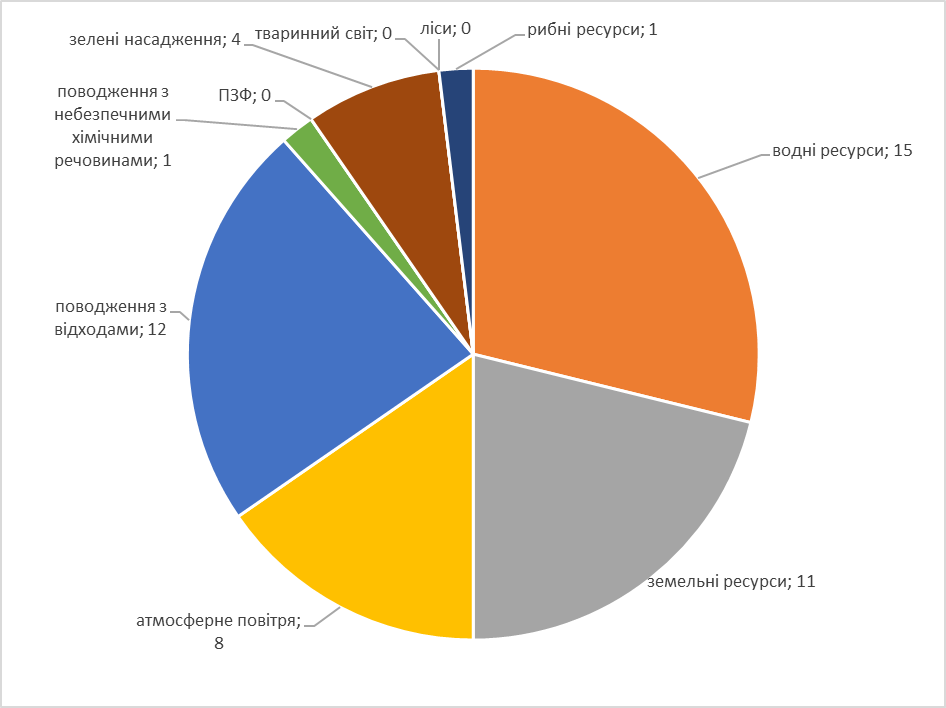 зелені насадження; 4
тваринний світ; 0
ліси; 0
рибні ресурси; 1
поводження з
небезпечними
хімічними
речовинами; 1
ПЗФ; 0
водні ресурси; 15
поводження з
відходами; 12
земельні ресурси; 11
атмосферне повітря;
8